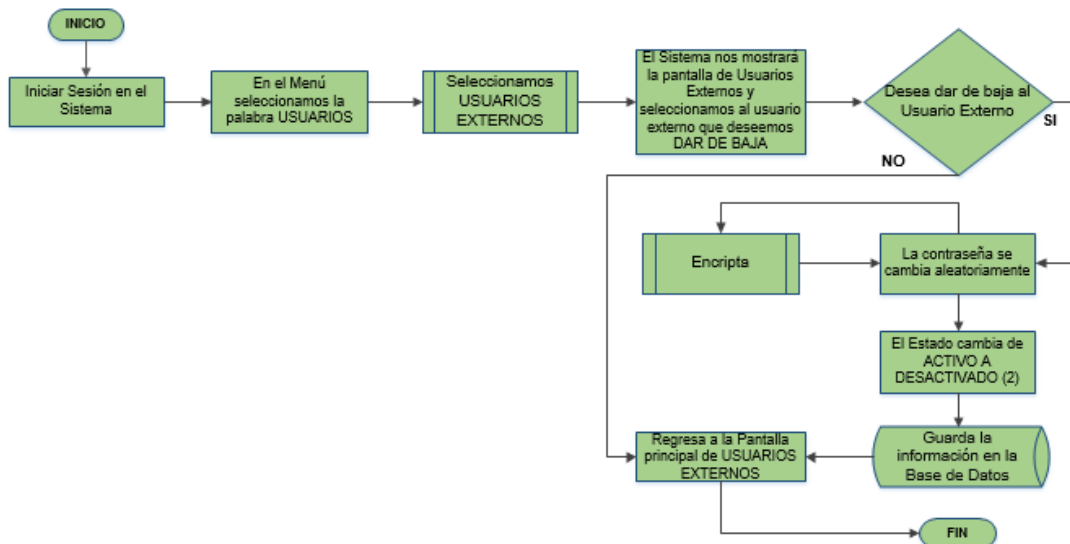 INICIO
Iniciar Sesión en el
Sistema
En el Menú
seleccionamos la
palabra USUARIOS
Seleccionamos
USUARIOS
EXTERNOS
El Sistema nos mostrará
la pantalla de Usuarios
Externos y
seleccionamos al usuario
externo que deseemos
DAR DE BAJA
Desea dar de baja al
Usuario Externo
SI
NO
Encripta
La contraseña se
cambia aleatoriamente
El Estado cambia de
ACTIVO A
DESACTIVADO (2)
Guarda la
información en la
Base de Datos
Regresa a la Pantalla
principal de USUARIOS
EXTERNOS
FIN